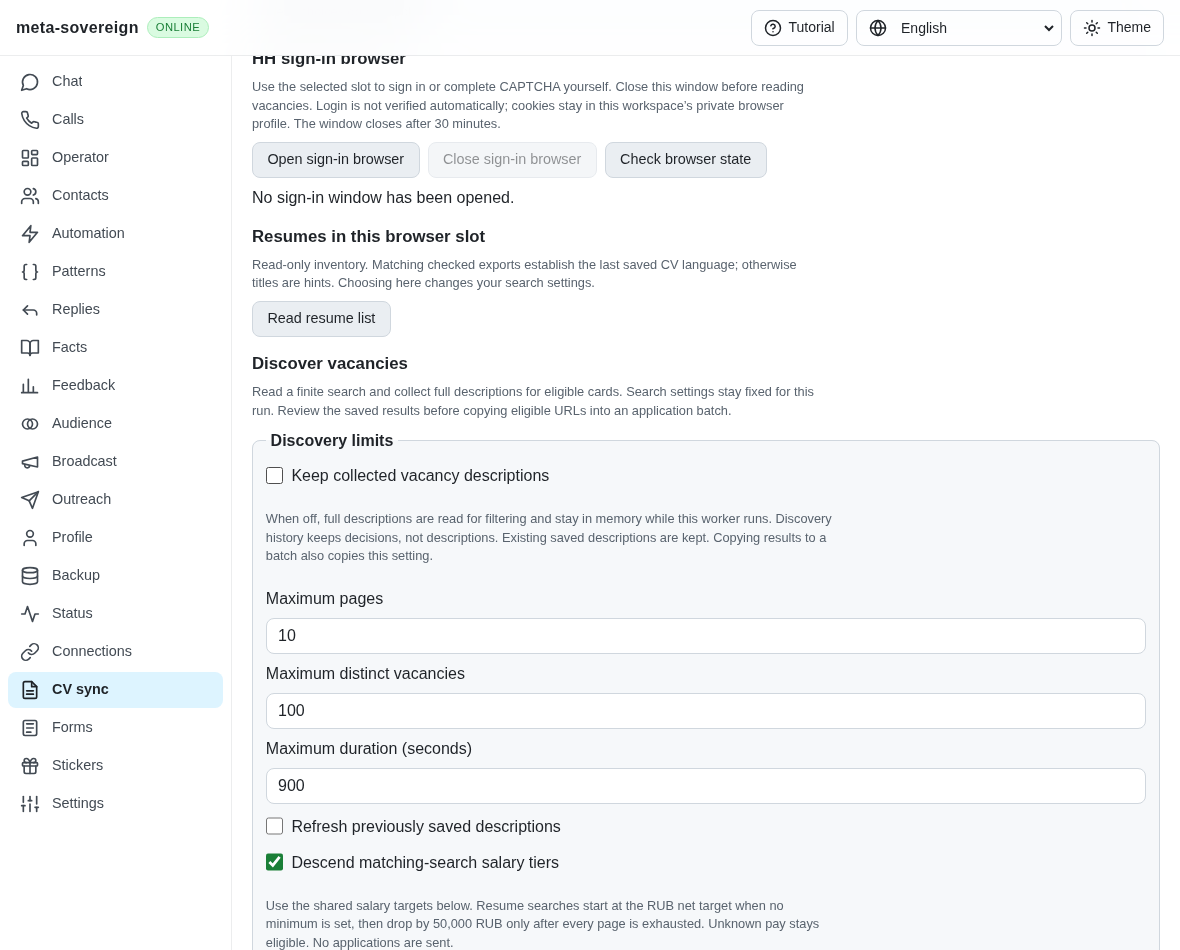 meta-sovereign ONLINE Tutorial English Theme
HH sign-in browser
Use the selected slot to sign in or complete CAPTCHA yourself. Close this window before reading
vacancies. Login is not verified automatically; cookies stay in this workspace's private browser
profile. The window closes after 30 minutes.
Open sign-in browser Close sign-in browser Check browser state
No sign-in window has been opened.
Resumes in this browser slot
Read-only inventory. Matching checked exports establish the last saved CV language; otherwise
titles are hints. Choosing here changes your search settings.
Read resume list
Discover vacancies
Read a finite search and collect full descriptions for eligible cards. Search settings stay fixed for this
run. Review the saved results before copying eligible URLs into an application batch.
Discovery limits
Keep collected vacancy descriptions
When off, full descriptions are read for filtering and stay in memory while this worker runs. Discovery
history keeps decisions, not descriptions. Existing saved descriptions are kept. Copying results to a
batch also copies this setting.
Maximum pages
10
Maximum distinct vacancies
100
Maximum duration (seconds)
900
Refresh previously saved descriptions
Descend matching-search salary tiers
Use the shared salary targets below. Resume searches start at the RUB net target when no
minimum is set, then drop by 50,000 RUB only after every page is exhausted. Unknown pay stays
eligible. No applications are sent.
Chat
Calls
Operator
Contacts
Automation
Patterns
Replies
Facts
Feedback
Audience
Broadcast
Outreach
Profile
Backup
Status
Connections
CV sync
Forms
Stickers
Settings